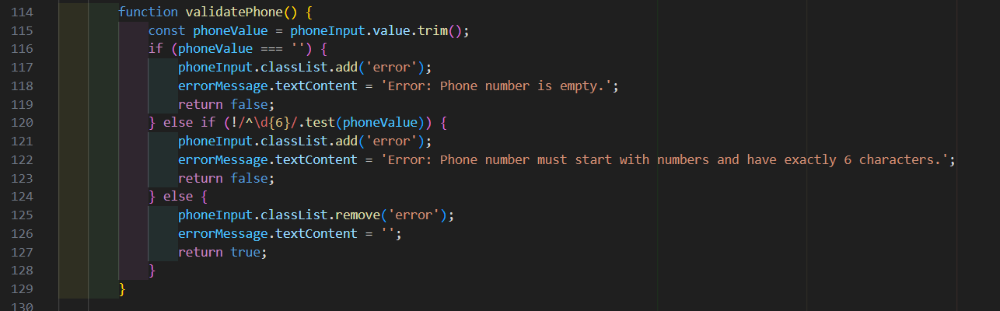 114 function validatePhone() {
115 const phoneValue = phoneInput.value.trim();
116 if (phoneValue === '') {
117 phoneInput.classList.add('error');
118 errorMessage.textContent = 'Error: Phone number is empty.';
119 return false;
120 } else if (!/^\d{6}/.test(phoneValue)) {
121 phoneInput.classList.add('error');
122 errorMessage.textContent = 'Error: Phone number must start with numbers and have exactly 6 characters.';
123 return false;
124 } else {
125 phoneInput.classList.remove('error');
126 errorMessage.textContent = '';
127 return true;
128 }
129 }
130